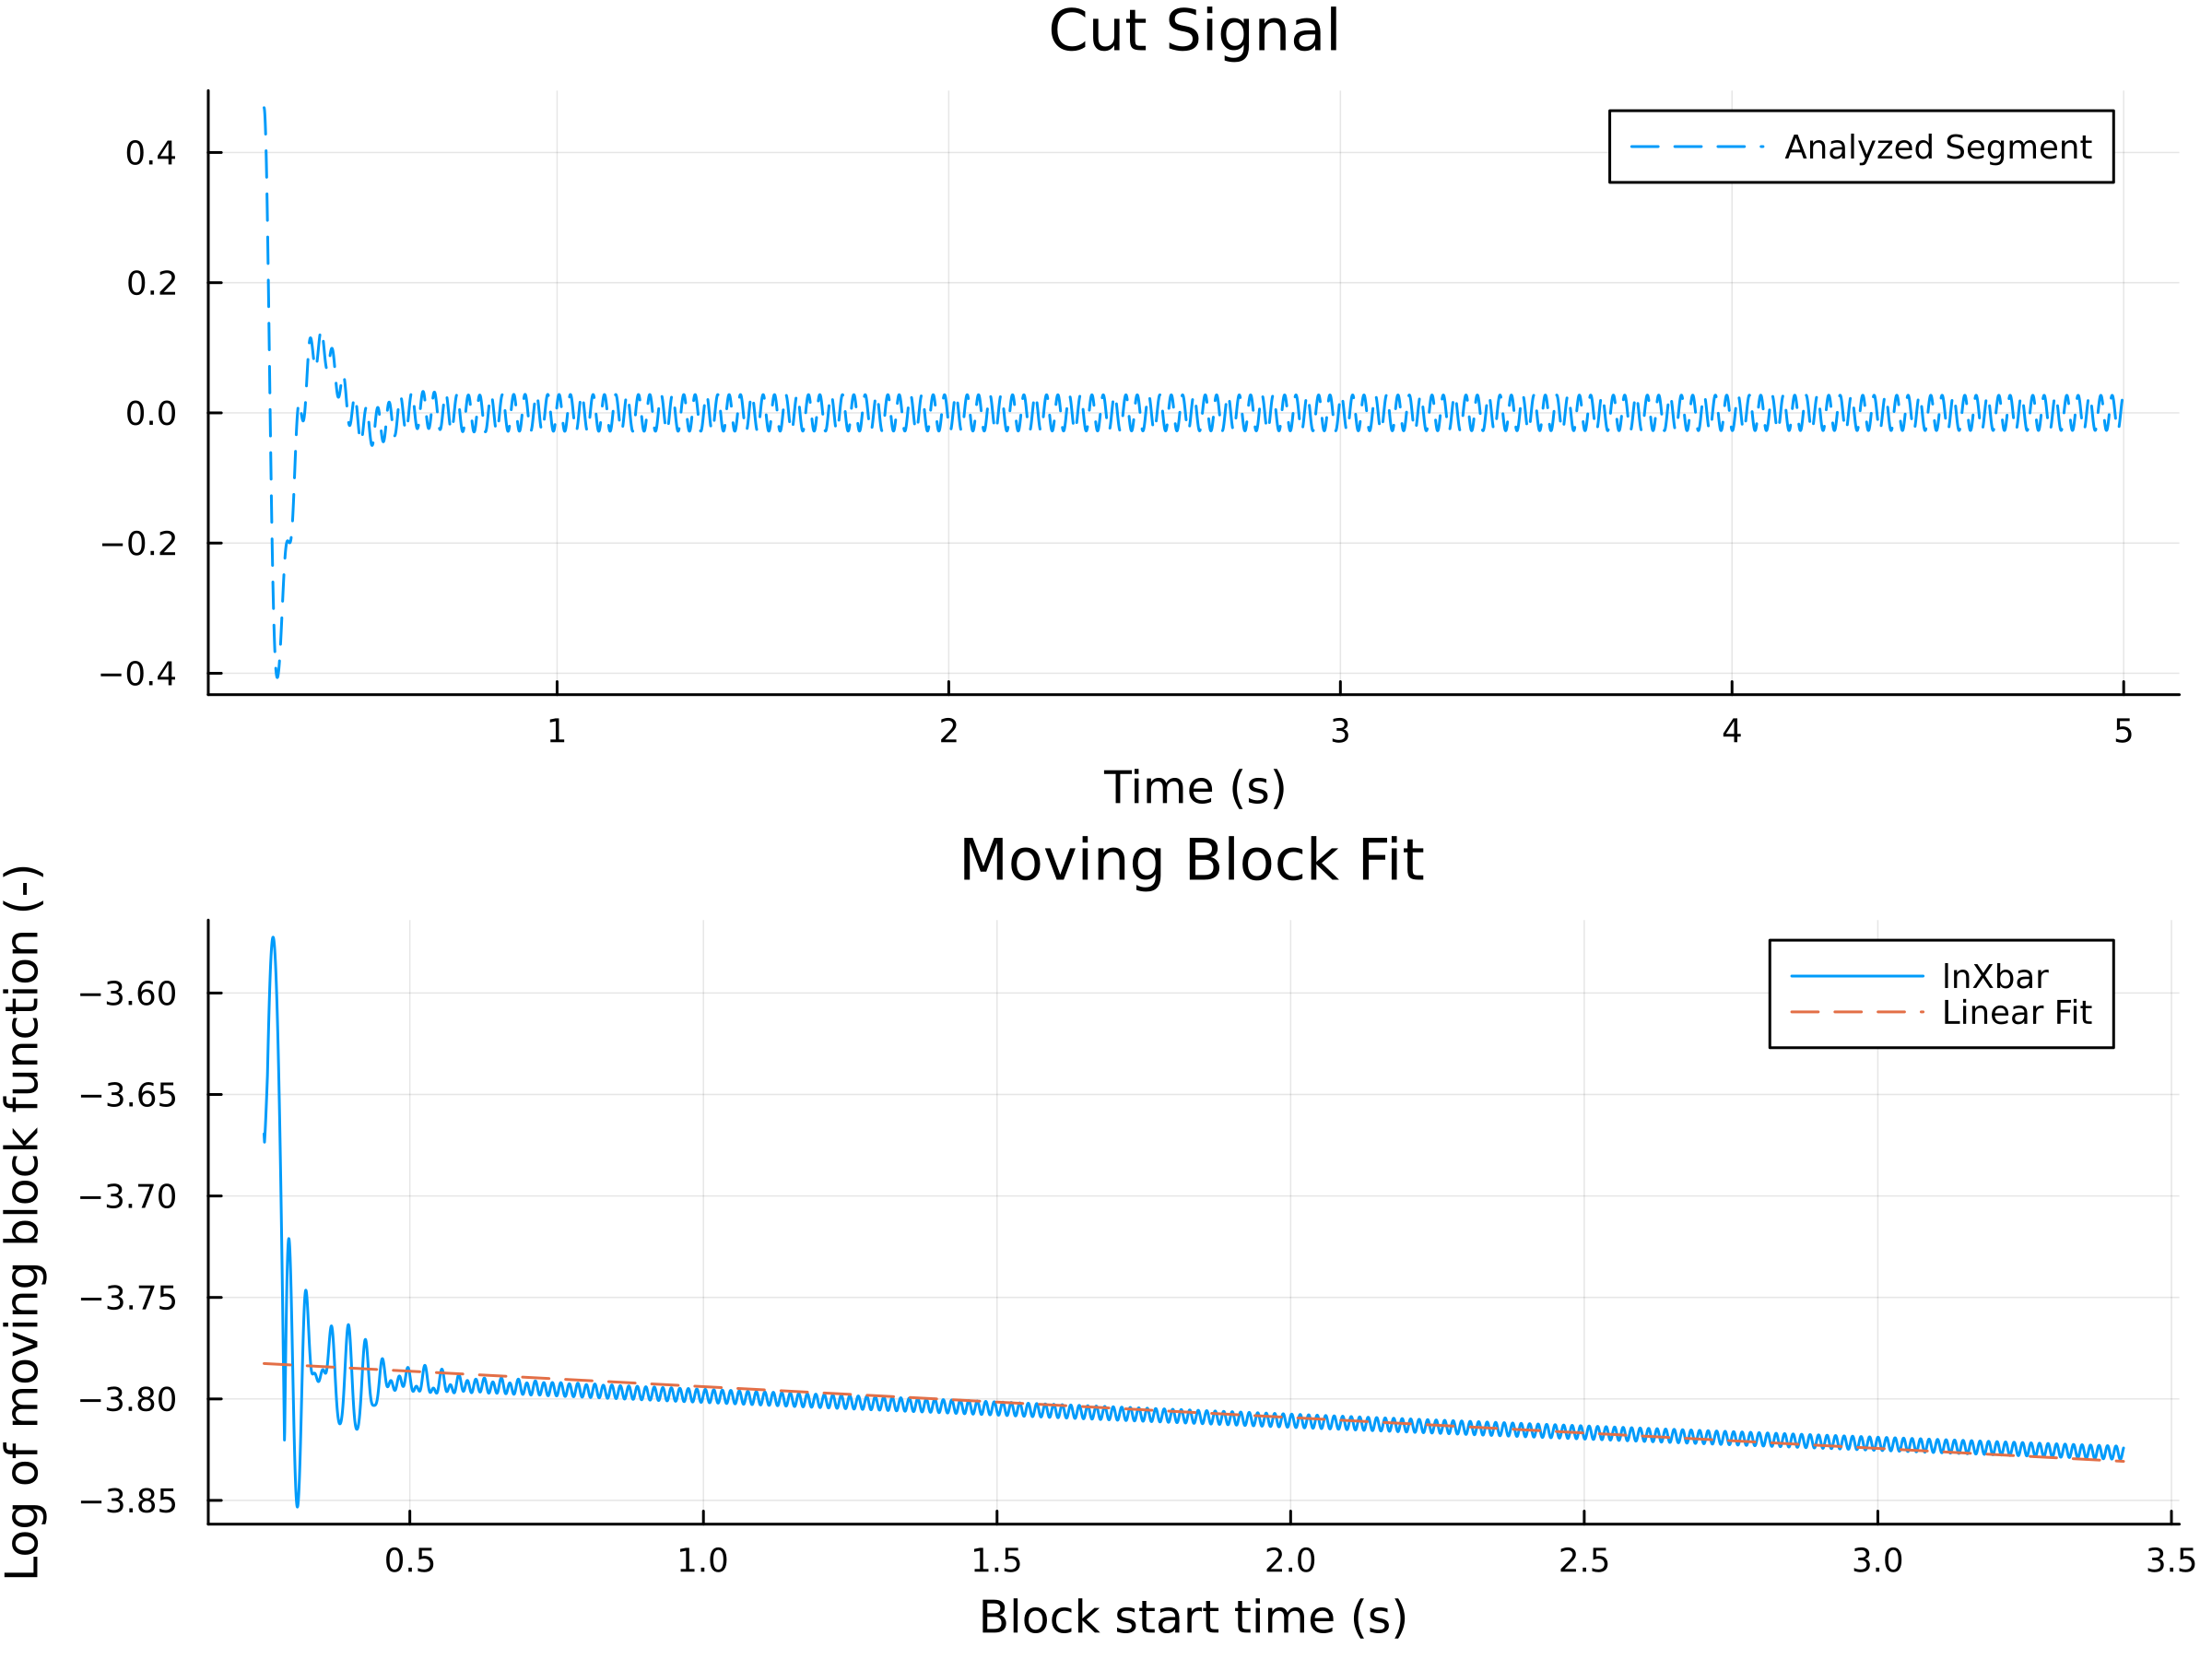 Cut Signal
Analyzed Segment
0.4
0.2
0.0
−0.2
−0.4
1 2 3 4 5
Time (s)
Moving Block Fit
Log of moving block function (-)
lnXbar
Linear Fit
−3.60
−3.65
−3.70
−3.75
−3.80
−3.85
0.5 1.0 1.5 2.0 2.5 3.0 3.5
Block start time (s)